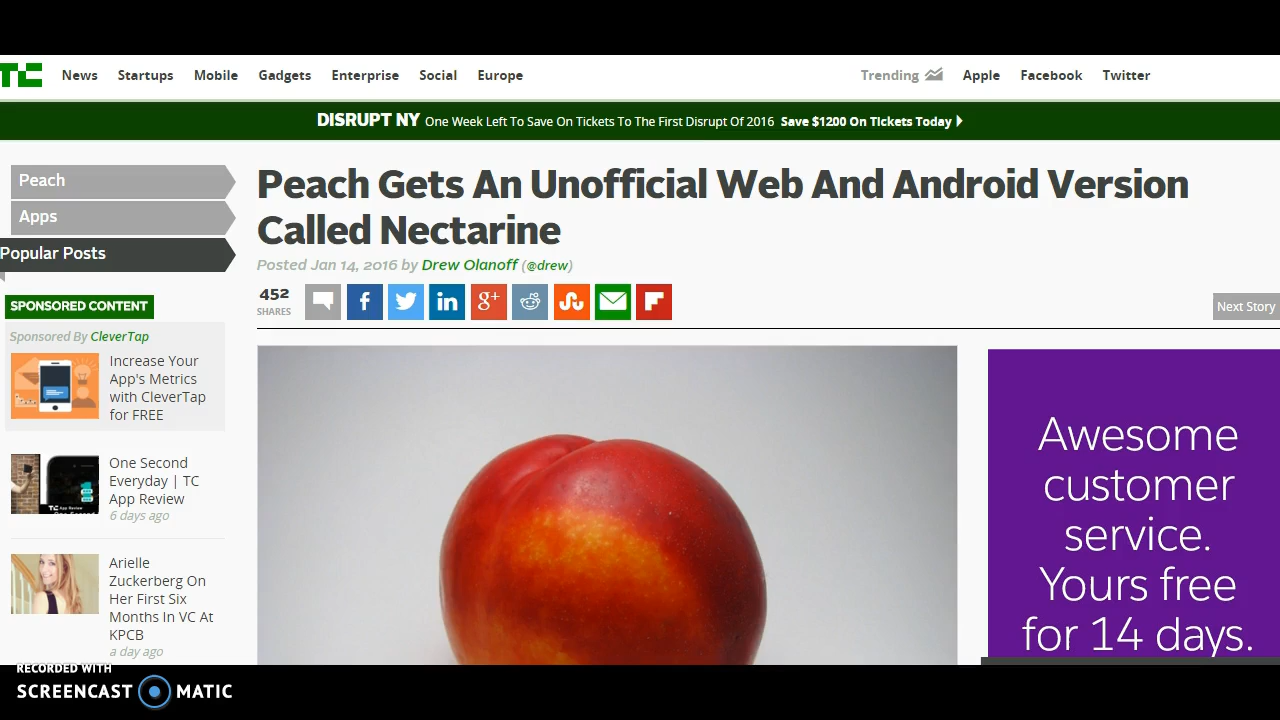 TC News Startups Mobile Gadgets Enterprise Social Europe Trending Apple Facebook Twitter
DISRUPT NY One Week Left To Save On Tickets To The First Disrupt Of 2016 Save $1200 On Tickets Today
Peach
Apps
Popular Posts
SPONSORED CONTENT
Sponsored By CleverTap
Increase Your
App's Metrics
with CleverTap
for FREE
One Second
Everyday | TC
App Review
6 days ago
Arielle
Zuckerberg On
Her First Six
Months In VC At
KPCB
a day ago
Peach Gets An Unofficial Web And Android Version
Called Nectarine
Posted Jan 14, 2016 by Drew Olanoff (@drew)
452
SHARES
f in g+
Next Story
Awesome
customer
service.
Yours free
for 14 days.
RECORDED WITH
SCREENCAST MATIC